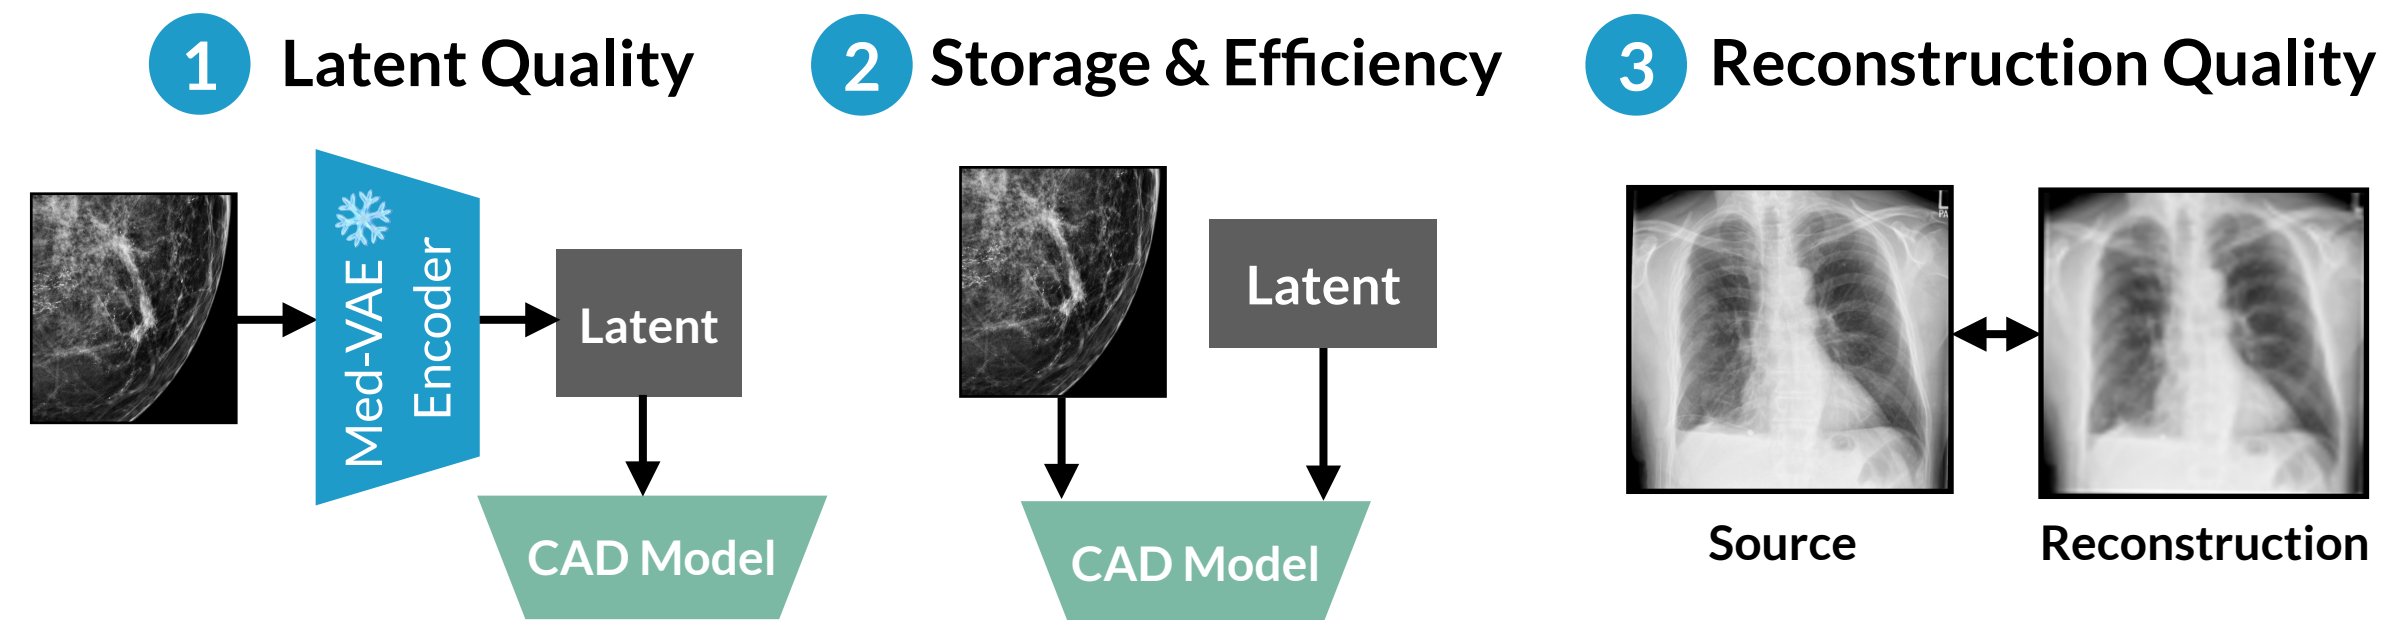 1 Latent Quality
2 Storage & Efficiency
3 Reconstruction Quality
Med-VAE
Encoder
Latent
CAD Model
Latent
CAD Model
L
PA
Source
Reconstruction